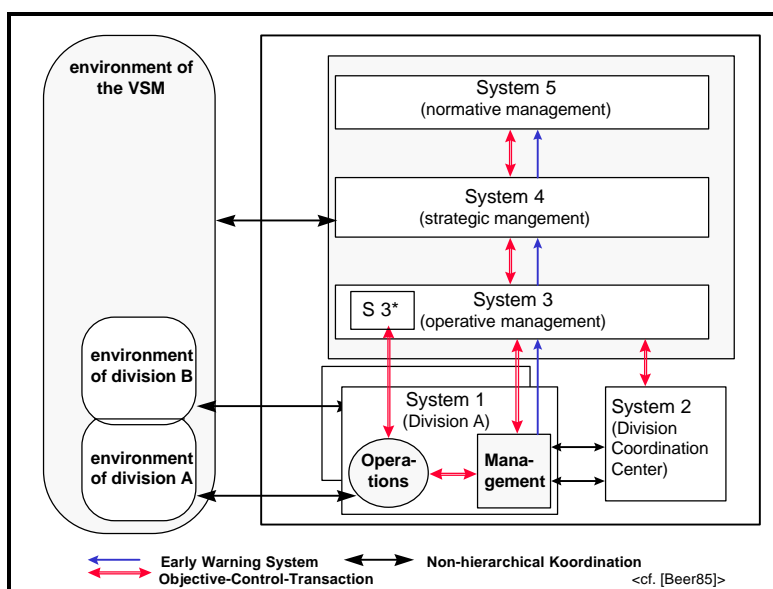 environment of
the VSM
System 5
(normative management)
System 4
(strategic mangement)
System 3
(operative management)
S 3*
environment
of division B
environment
of division A
System 1
(Division A)
Opera-
tions
Mana-
gement
System 2
(Division
Coordination
Center)
Early Warning System
Non-hierarchical Koordination
Objective-Control-Transaction
<cf. [Beer85]>